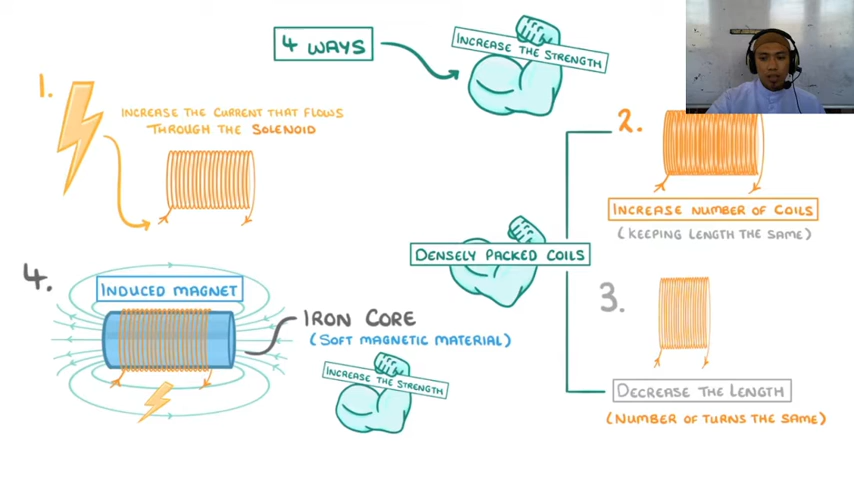 4 WAYS
INCREASE THE STRENGTH
1.
INCREASE THE CURRENT THAT FLOWS
THROUGH THE SOLENOID
2.
INCREASE NUMBER OF COILS
(KEEPING LENGTH THE SAME)
DENSELY PACKED COILS
3.
DECREASE THE LENGTH
(NUMBER OF TURNS THE SAME)
4.
INDUCED MAGNET
IRON CORE
(SOFT MAGNETIC MATERIAL)
INCREASE THE STRENGTH